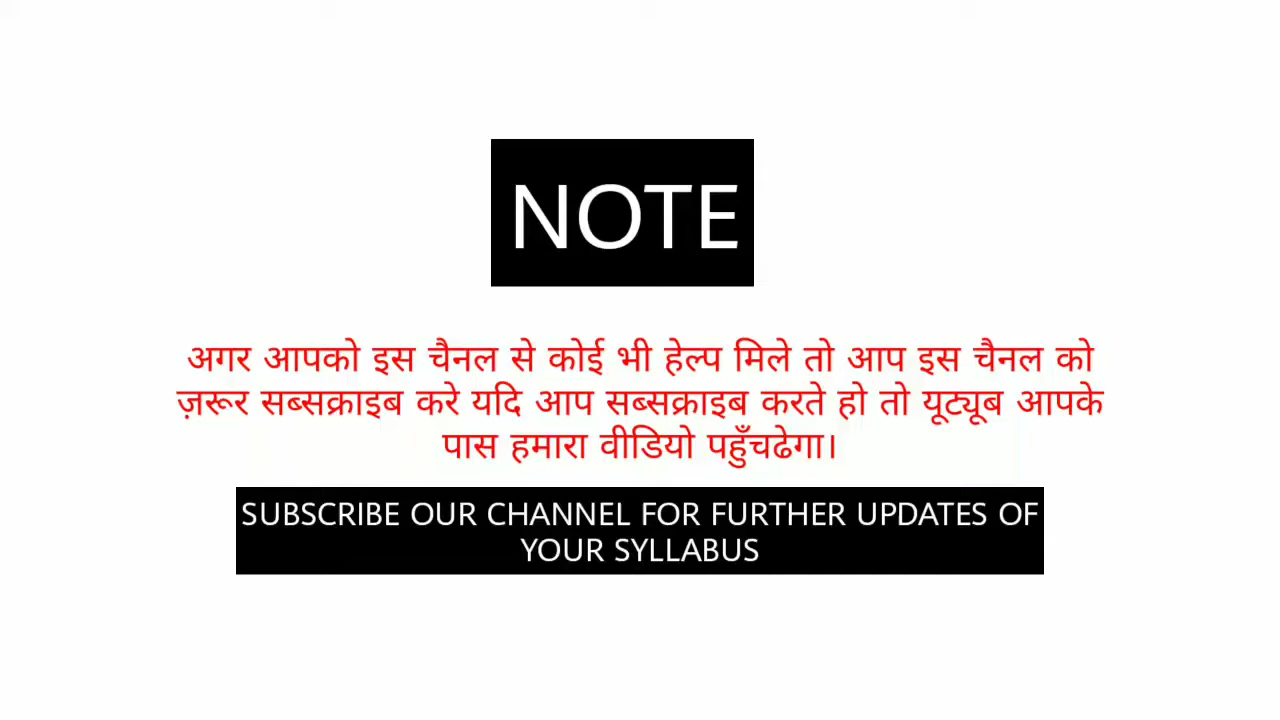 NOTE
अगर आपको इस चैनल से कोई भी हेल्प मिले तो आप इस चैनल को
ज़रूर सब्सक्राइब करे यदि आप सब्सक्राइब करते हो तो यूट्यूब आपके
पास हमारा वीडियो पहुँचढेगा।
SUBSCRIBE OUR CHANNEL FOR FURTHER UPDATES OF
YOUR SYLLABUS